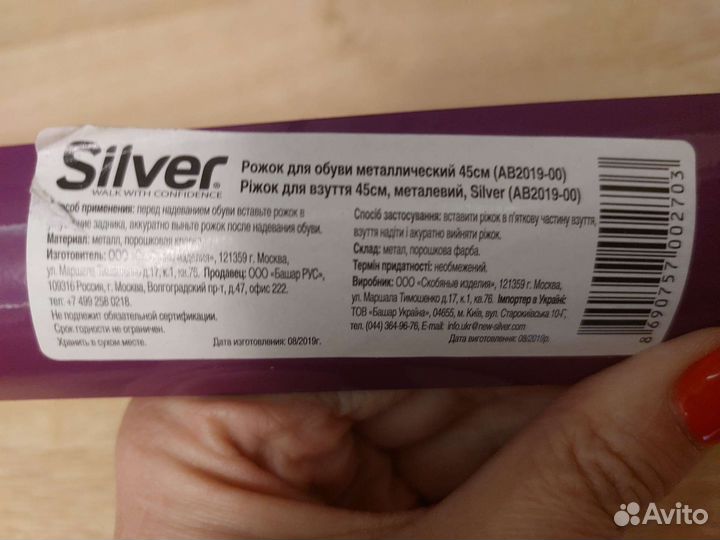 Silver
WALK WITH CONFIDENCE
Рожок для обуви металлический 45см (AB2019-00)
Ріжок для взуття 45см, металевий, Silver (AB2019-00)
применения: перед надеванием обуви вставьте рожок в
задника, аккуратно выньте рожок после надевания обуви.
Материал: металл, порошковая
Изготовитель: ООО изделия», 121359 г. Москва,
ул. Маршала Тимошенко д.17, к.1, кв.76. Продавец: ООО «Башар РУС»,
109316 Россия, г. Москва, Волгоградский пр-т, д.47, офис 222.
тел. +7 499 258 0218.
Не подлежит обязательной сертификации.
Срок годности не ограничен.
Хранить в сухом месте.
Дата изготовления: 08/2019г.
Спосіб застосування: вставити ріжок в п'яткову частину взуття,
взуття надіти і акуратно вийняти ріжок.
Склад: метал, порошкова фарба.
Термін придатності: необмежений.
Виробник: ООО «Скобяные изделия», 121359 г. Москва,
ул. Маршала Тимошенко д.17, к.1, кв.76. Імпортер в Україні:
ТОВ «Башар Україна», 04655, м. Київ, вул. Старокиївська 10-Г,
тел. (044) 364-96-76, E-mail: info.ukr@new-silver.com
Дата виготовлення: 08/2019р.
8 690757 002703
Avito